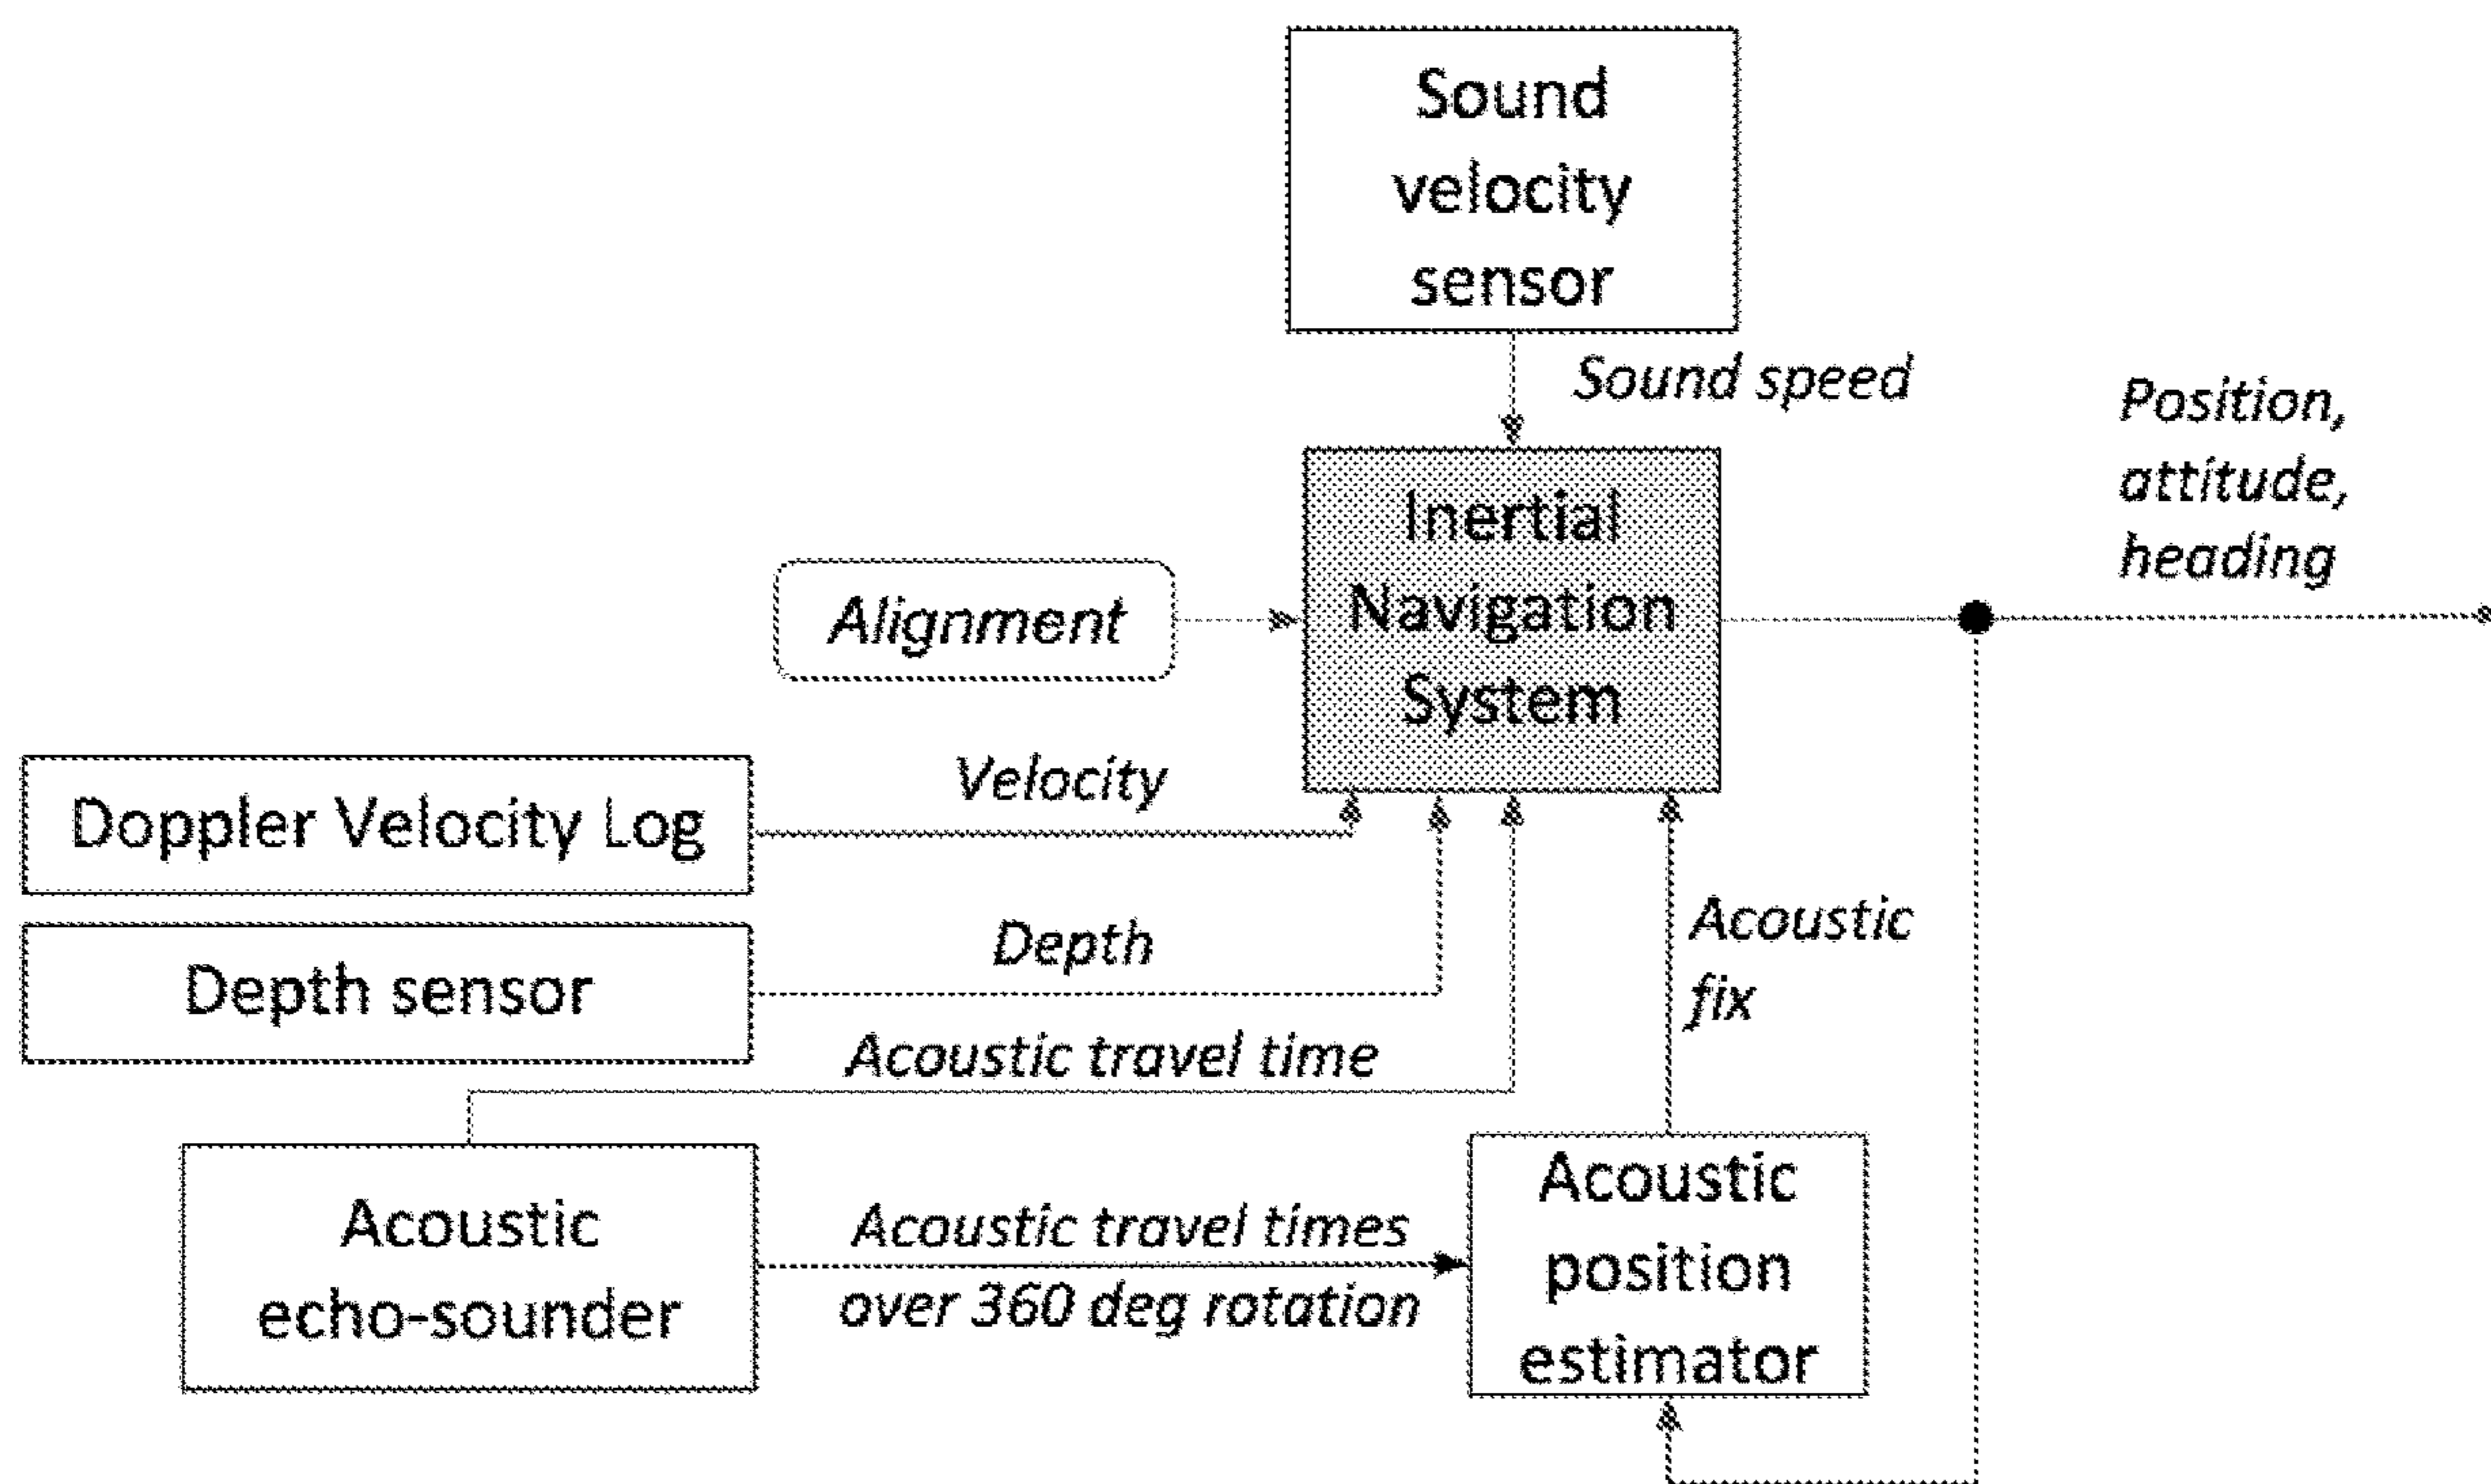 Sound
velocity
sensor
Sound speed
Position,
attitude,
heading
Inertial
Navigation
System
Alignment
Velocity
Doppler Velocity Log
Depth
Depth sensor
Acoustic
fix
Acoustic travel time
Acoustic
echo-sounder
Acoustic travel times
over 360 deg rotation
Acoustic
position
estimator